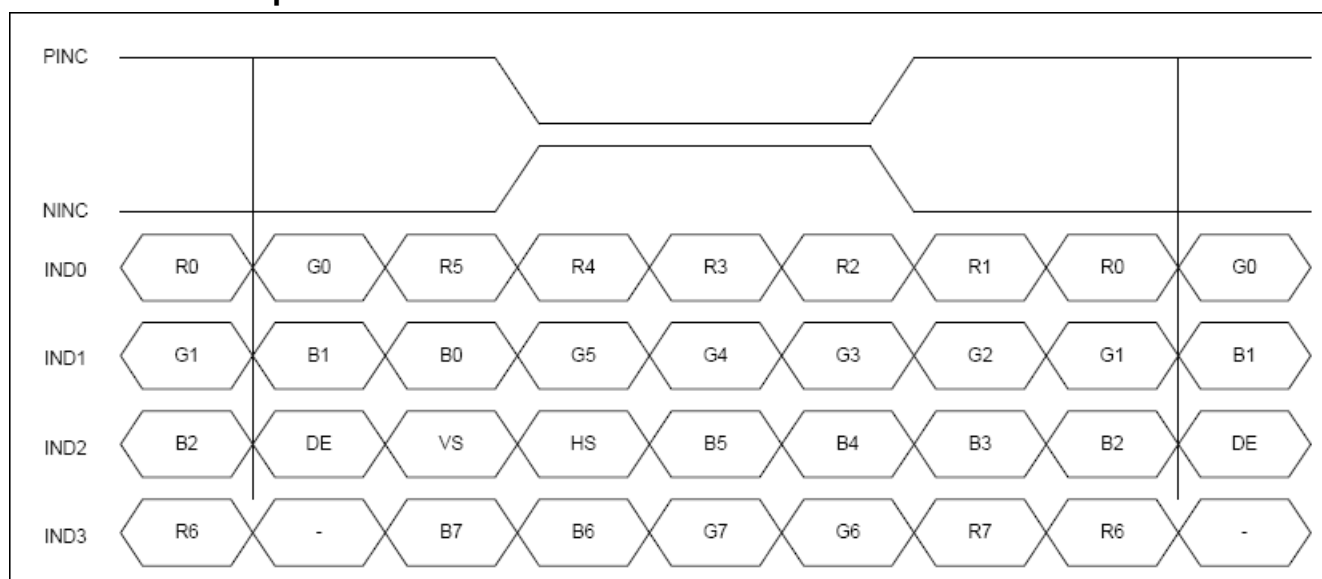 PINC
NINC
IND0 R0 G0 R5 R4 R3 R2 R1 R0 G0
IND1 G1 B1 B0 G5 G4 G3 G2 G1 B1
IND2 B2 DE VS HS B5 B4 B3 B2 DE
IND3 R6 - B7 B6 G7 G6 R7 R6 -